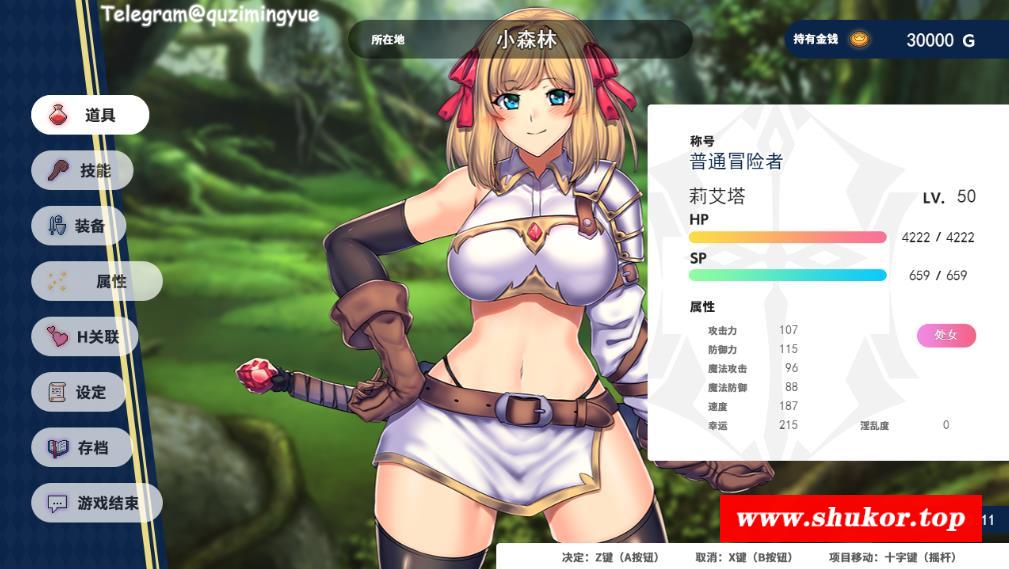 Telegram@quzimingyue
所在地 小森林
持有金钱 30000 G
道具
技能
装备
属性
H关联
设定
存档
游戏结束
称号
普通冒险者
莉艾塔 LV. 50
HP
4222 / 4222
SP
659 / 659
属性
攻击力 107
防御力 115
处女
魔法攻击 96
魔法防御 88
速度 187
幸运 215 淫乱度 0
www.shukor.top
11
决定：Z键（A按钮） 取消：X键（B按钮） 项目移动：十字键（摇杆）